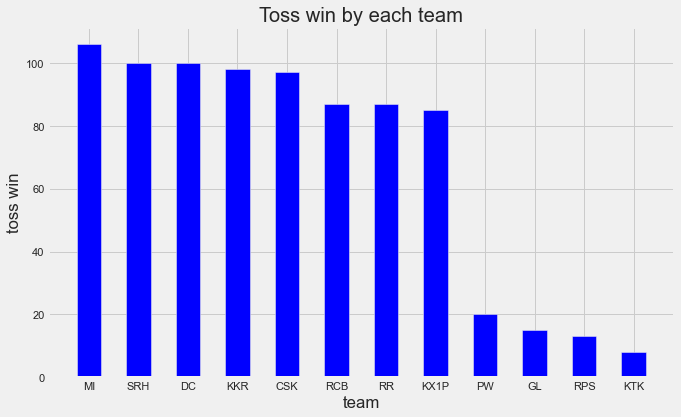 Toss win by each team
toss win
100
80
60
40
20
0
MI SRH DC KKR CSK RCB RR KX1P PW GL RPS KTK
team